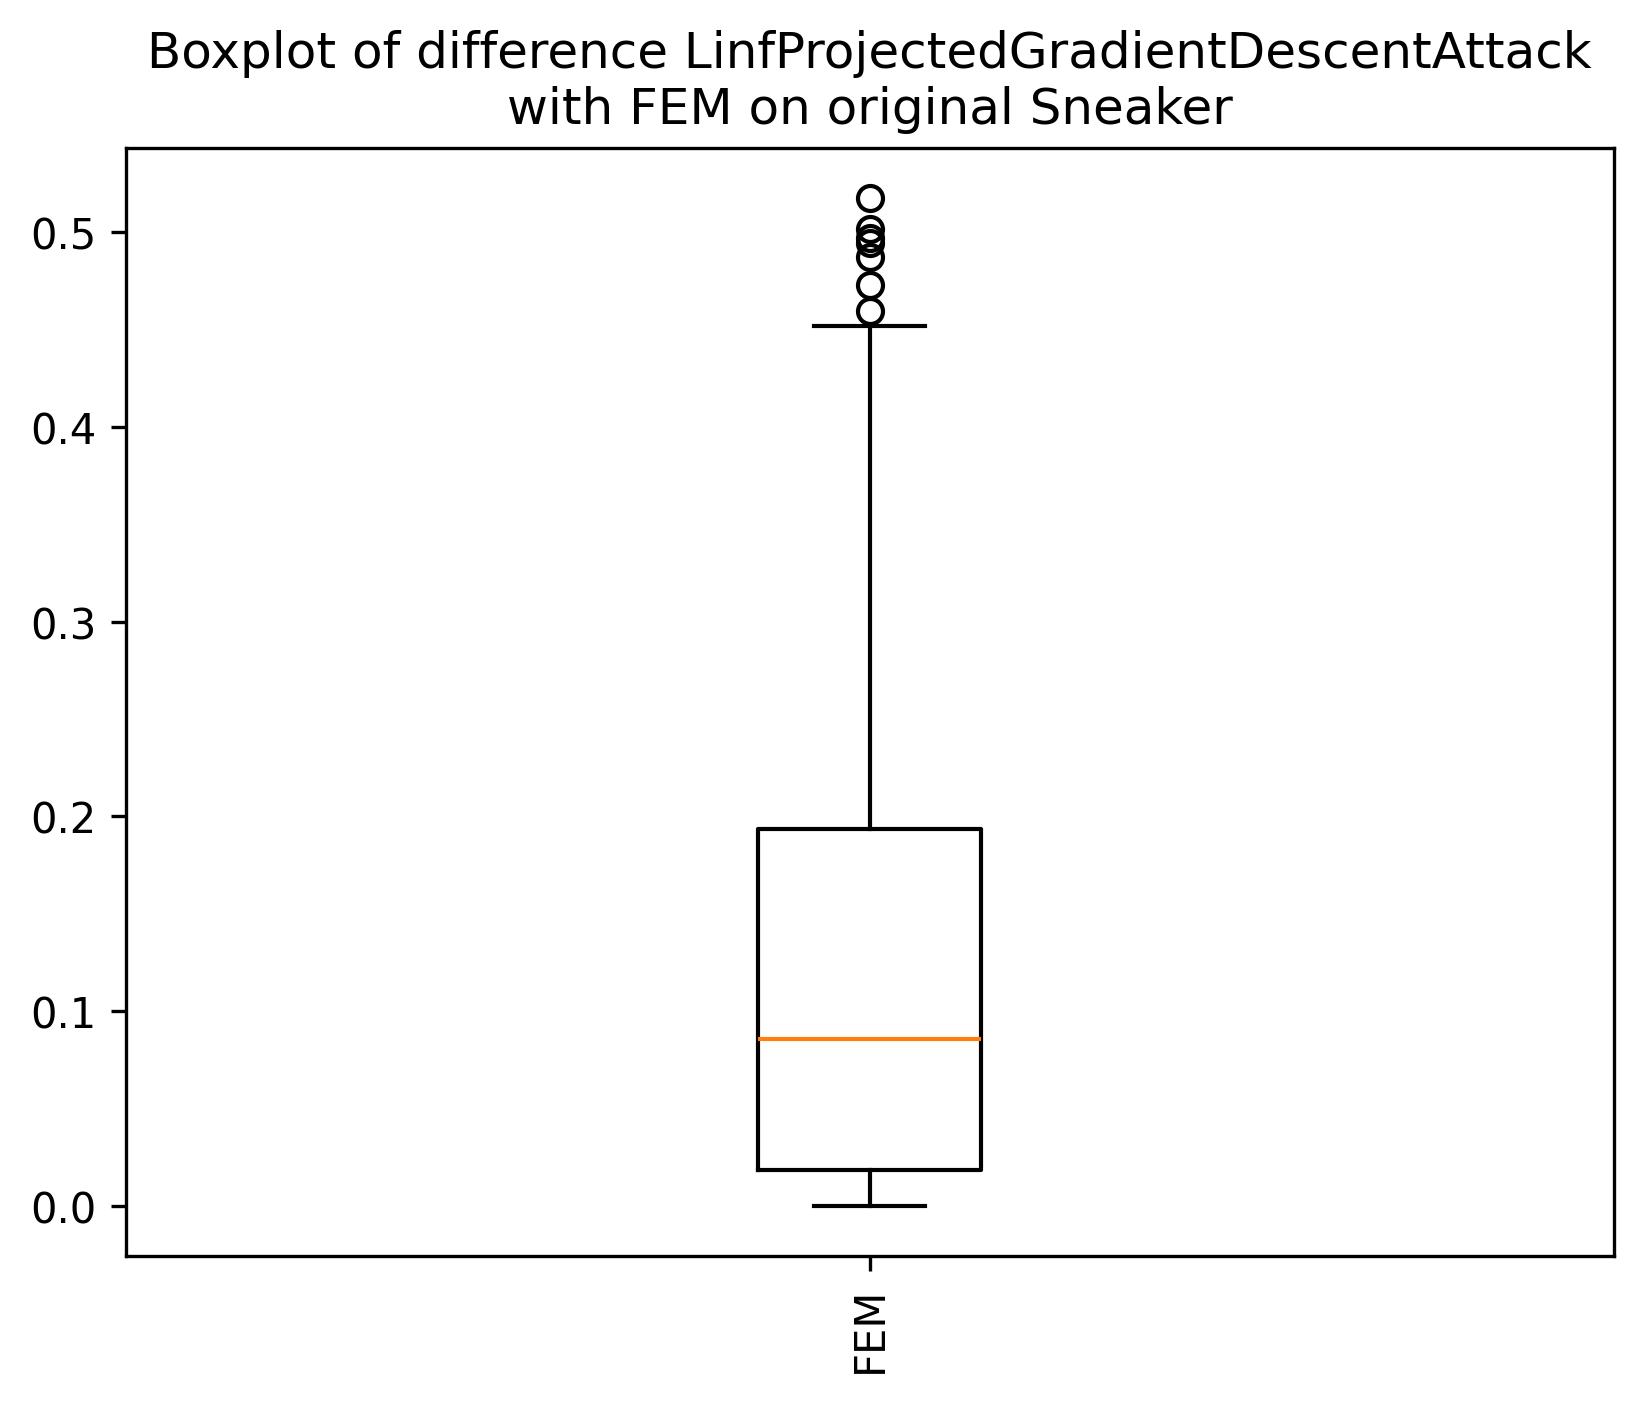 Boxplot of difference LinfProjectedGradientDescentAttack
with FEM on original Sneaker
0.5
0.4
0.3
0.2
0.1
0.0
FEM